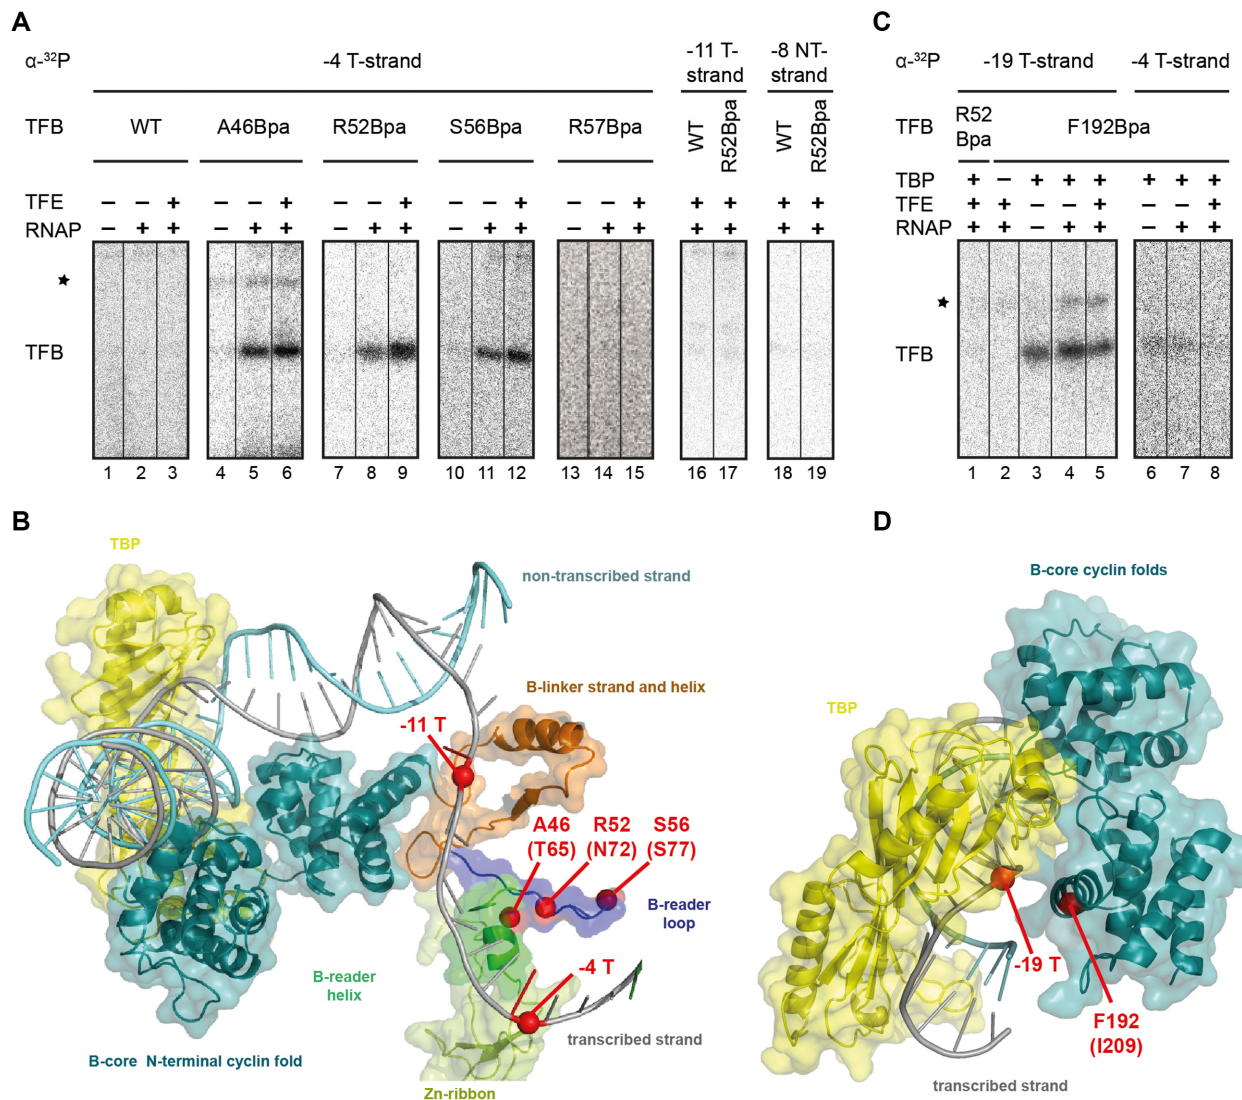 A
α-³²P
-4 T-strand
-11 T-
strand
-8 NT-
strand
TFB
WT
A46Bpa
R52Bpa
S56Bpa
R57Bpa
WT
R52Bpa
WT
R52Bpa
TFE
– – + – – + – – + – – + – – + + + + +
RNAP
– + + – + + – + + – + + – + + + + + +
★
TFB
1 2 3 4 5 6 7 8 9 10 11 12 13 14 15 16 17 18 19
C
α-³²P
-19 T-strand
-4 T-strand
TFB
R52
Bpa
F192Bpa
TBP
+ – + + + + + +
TFE
+ + – – + – – +
RNAP
+ + – + + – + +
★
TFB
1 2 3 4 5 6 7 8
B
TBP
non-transcribed strand
B-linker strand and helix
-11 T
A46
(T65)
R52
(N72)
S56
(S77)
B-reader
loop
-4 T
B-reader
helix
transcribed strand
B-core N-terminal cyclin fold
Zn-ribbon
D
B-core cyclin folds
TBP
-19 T
F192
(I209)
transcribed strand